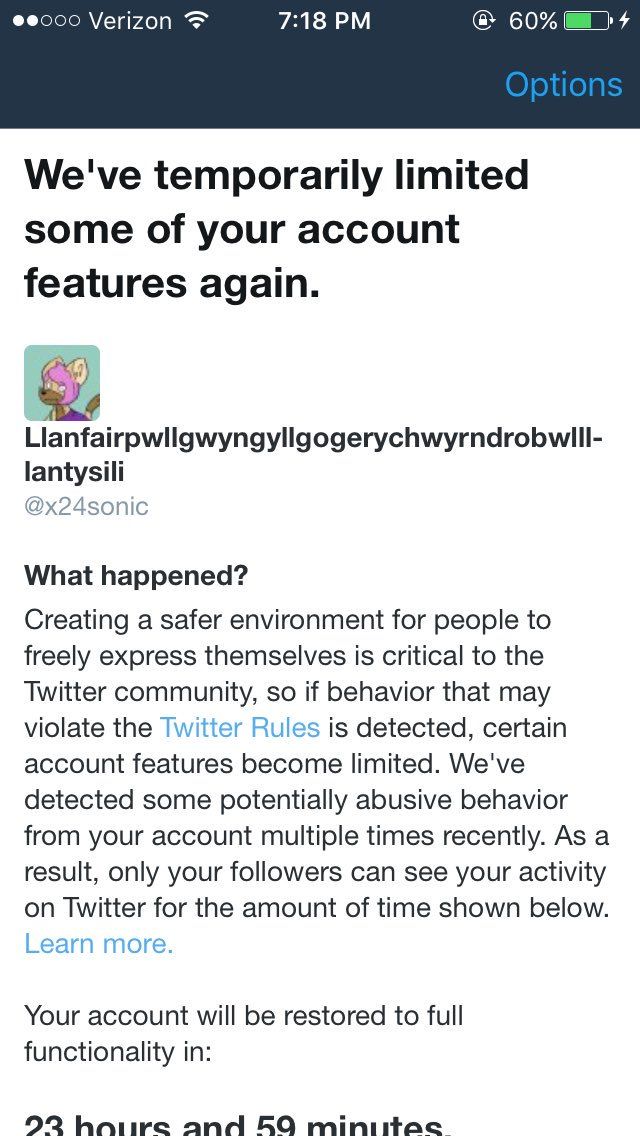 Verizon 7:18 PM 60%
Options
We've temporarily limited
some of your account
features again.
Llanfairpwllgwyngyllgogerychwyrndrobwlll-
lantysili
@x24sonic
What happened?
Creating a safer environment for people to
freely express themselves is critical to the
Twitter community, so if behavior that may
violate the Twitter Rules is detected, certain
account features become limited. We've
detected some potentially abusive behavior
from your account multiple times recently. As a
result, only your followers can see your activity
on Twitter for the amount of time shown below.
Learn more.
Your account will be restored to full
functionality in:
23 hours and 59 minutes.